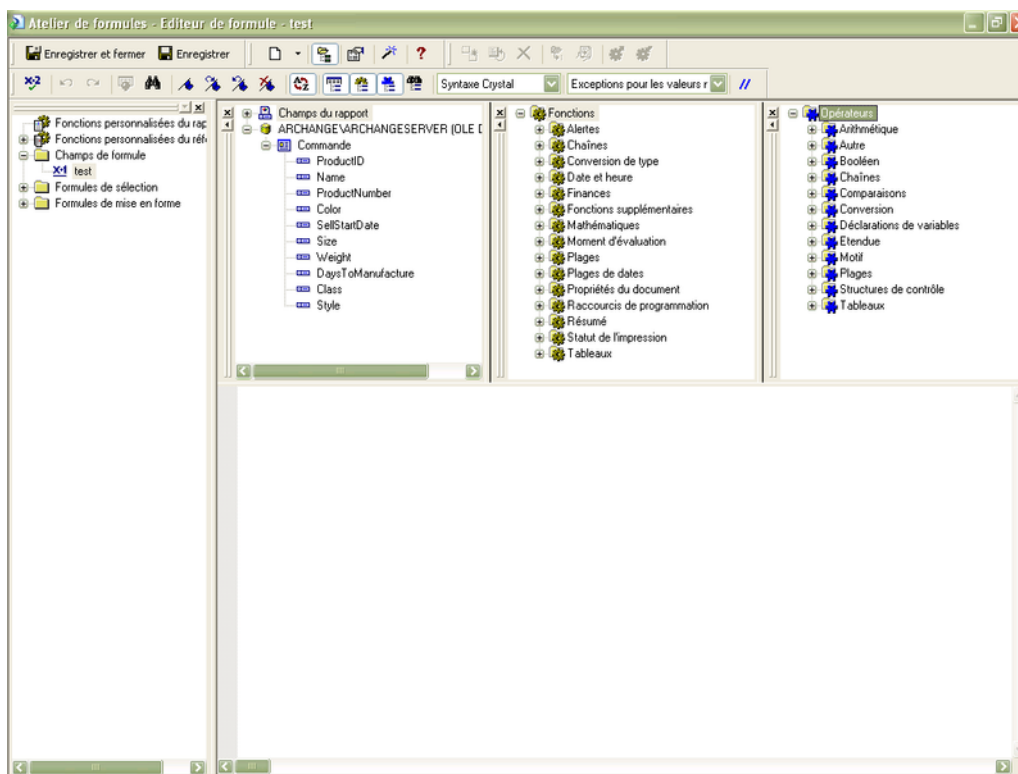 Atelier de formules - Editeur de formule - test
Enregistrer et fermer Enregistrer
Syntaxe Crystal Exceptions pour les valeurs r
Fonctions personnalisées du rap
Fonctions personnalisées du réf
Champs de formule
test
Formules de sélection
Formules de mise en forme
Champs du rapport
ARCHANGE\ARCHANGESERVER (OLE D
Commande
ProductID
Name
ProductNumber
Color
SellStartDate
Size
Weight
DaysToManufacture
Class
Style
Fonctions
Alertes
Chaînes
Conversion de type
Date et heure
Finances
Fonctions supplémentaires
Mathématiques
Moment d'évaluation
Plages
Plages de dates
Propriétés du document
Raccourcis de programmation
Résumé
Statut de l'impression
Tableaux
Opérateurs
Arithmétique
Autre
Booléen
Chaînes
Comparaisons
Conversion
Déclarations de variables
Etendue
Motif
Plages
Structures de contrôle
Tableaux